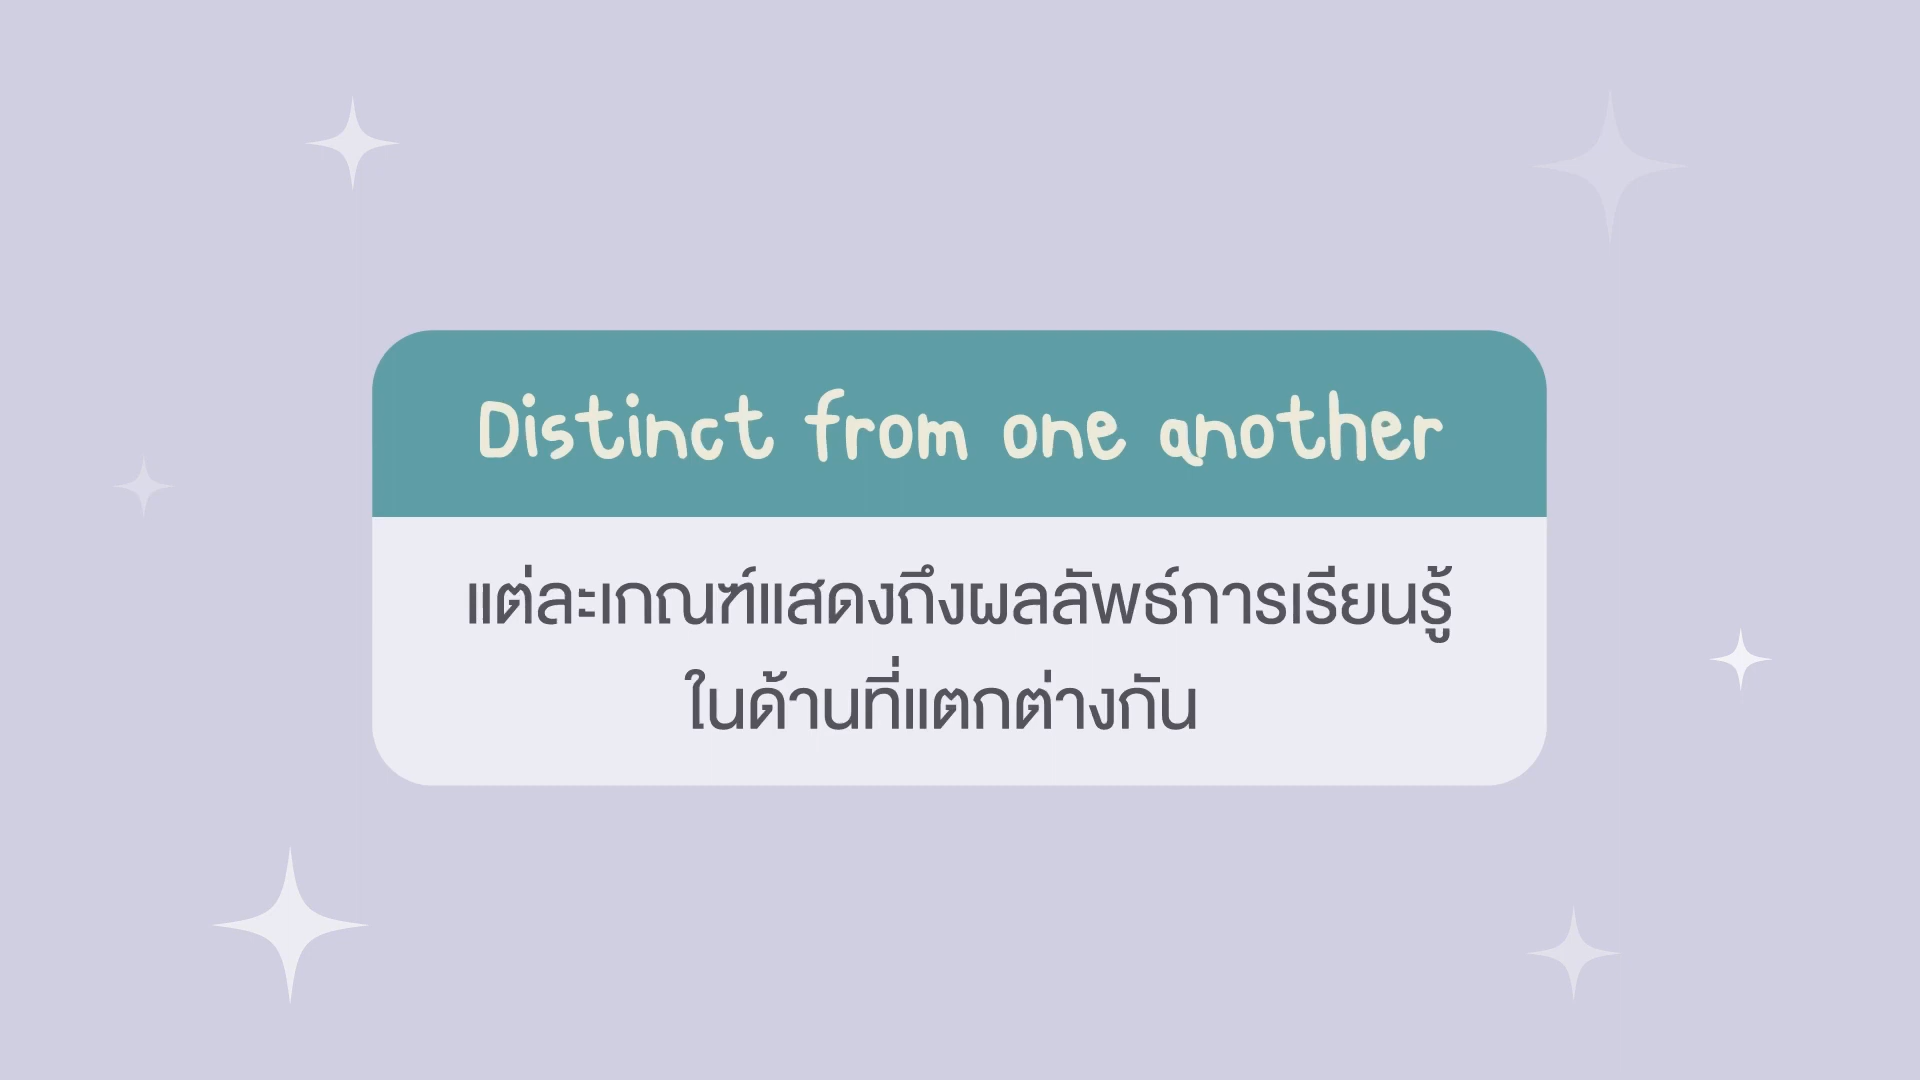 Distinct from one another
แต่ละเกณฑ์แสดงถึงผลลัพธ์การเรียนรู้
ในด้านที่แตกต่างกัน